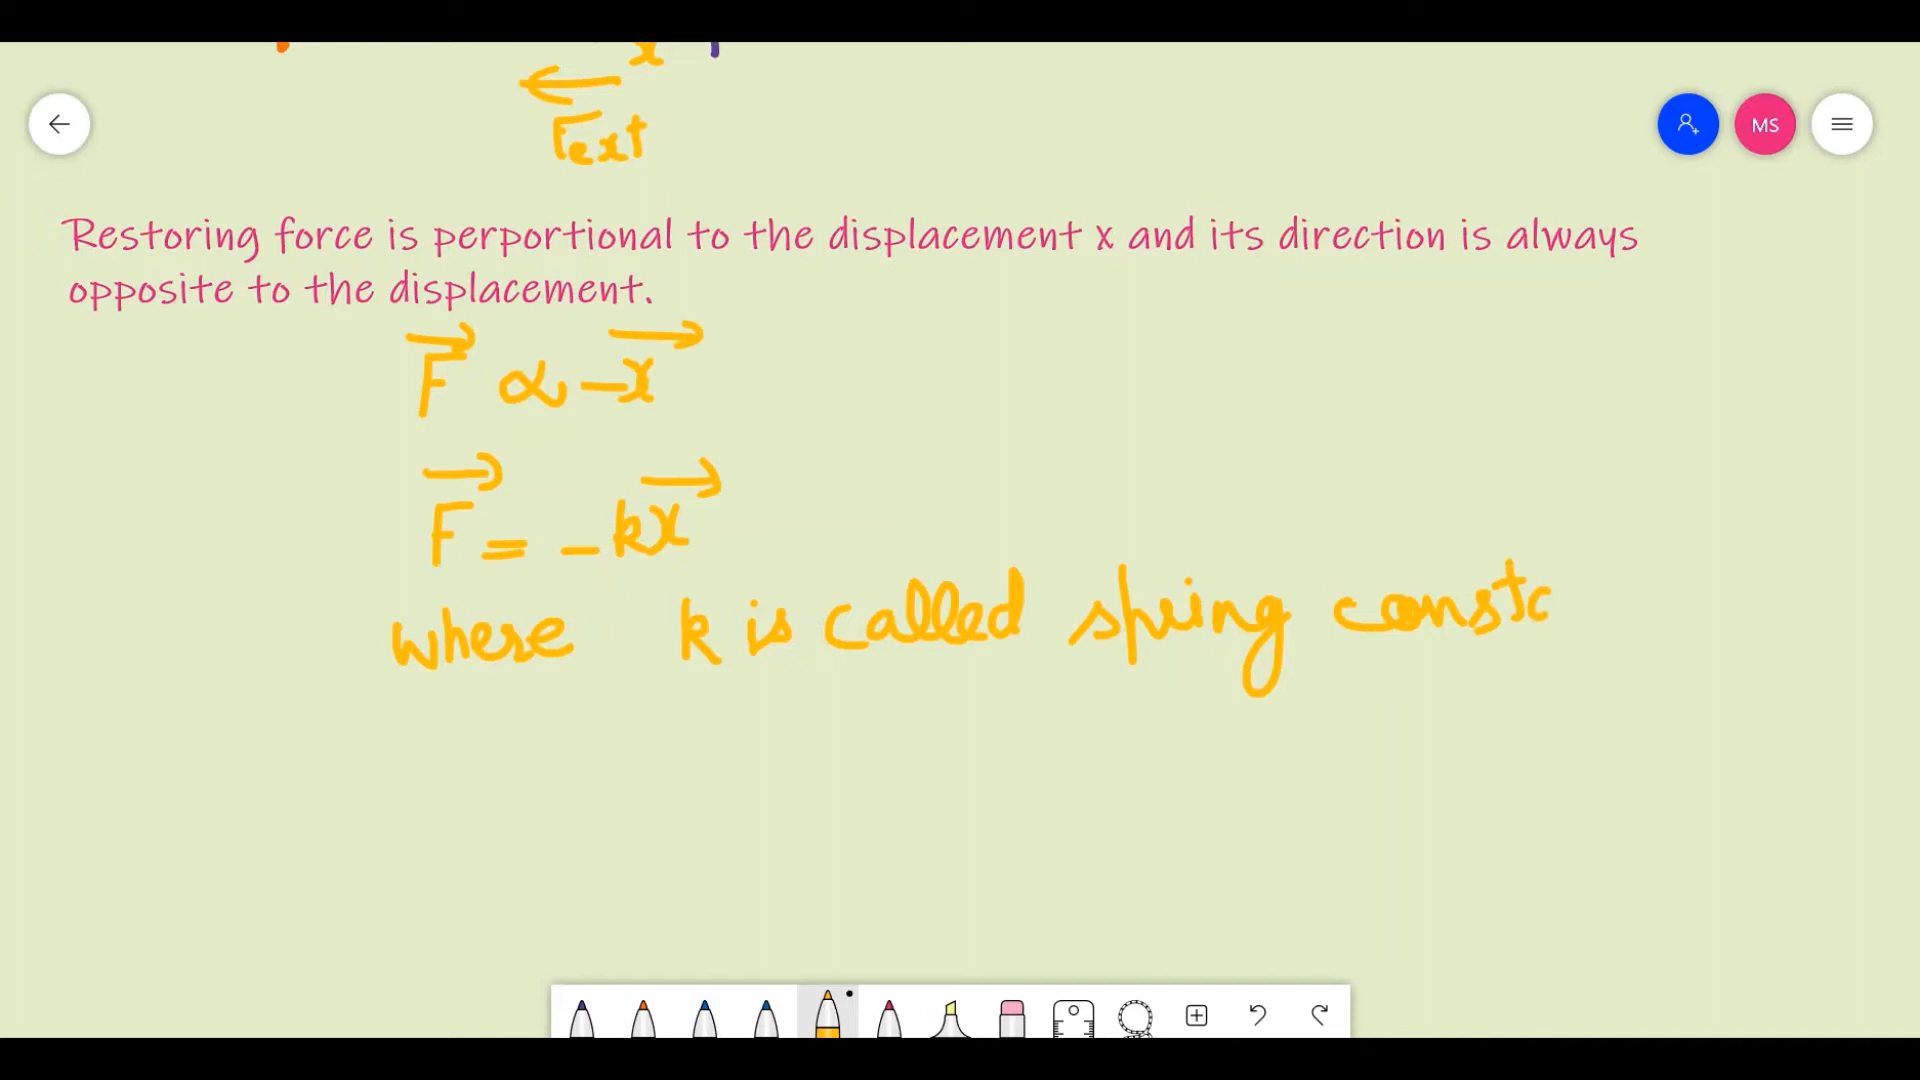 x
Fext
MS
Restoring force is perportional to the displacement x and its direction is always
opposite to the displacement.
F⃗ ∝ -x⃗
F⃗ = -kx⃗
where k is called spring constc